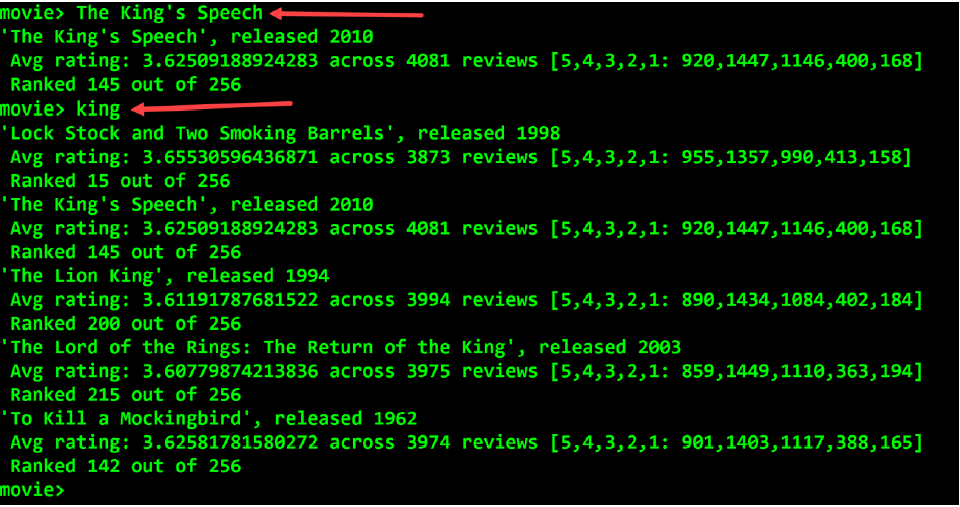 movie> The King's Speech
'The King's Speech', released 2010
Avg rating: 3.62509188924283 across 4081 reviews [5,4,3,2,1: 920,1447,1146,400,168]
Ranked 145 out of 256
movie> king
'Lock Stock and Two Smoking Barrels', released 1998
Avg rating: 3.65530596436871 across 3873 reviews [5,4,3,2,1: 955,1357,990,413,158]
Ranked 15 out of 256
'The King's Speech', released 2010
Avg rating: 3.62509188924283 across 4081 reviews [5,4,3,2,1: 920,1447,1146,400,168]
Ranked 145 out of 256
'The Lion King', released 1994
Avg rating: 3.61191787681522 across 3994 reviews [5,4,3,2,1: 890,1434,1084,402,184]
Ranked 200 out of 256
'The Lord of the Rings: The Return of the King', released 2003
Avg rating: 3.60779874213836 across 3975 reviews [5,4,3,2,1: 859,1449,1110,363,194]
Ranked 215 out of 256
'To Kill a Mockingbird', released 1962
Avg rating: 3.62581781580272 across 3974 reviews [5,4,3,2,1: 901,1403,1117,388,165]
Ranked 142 out of 256
movie>